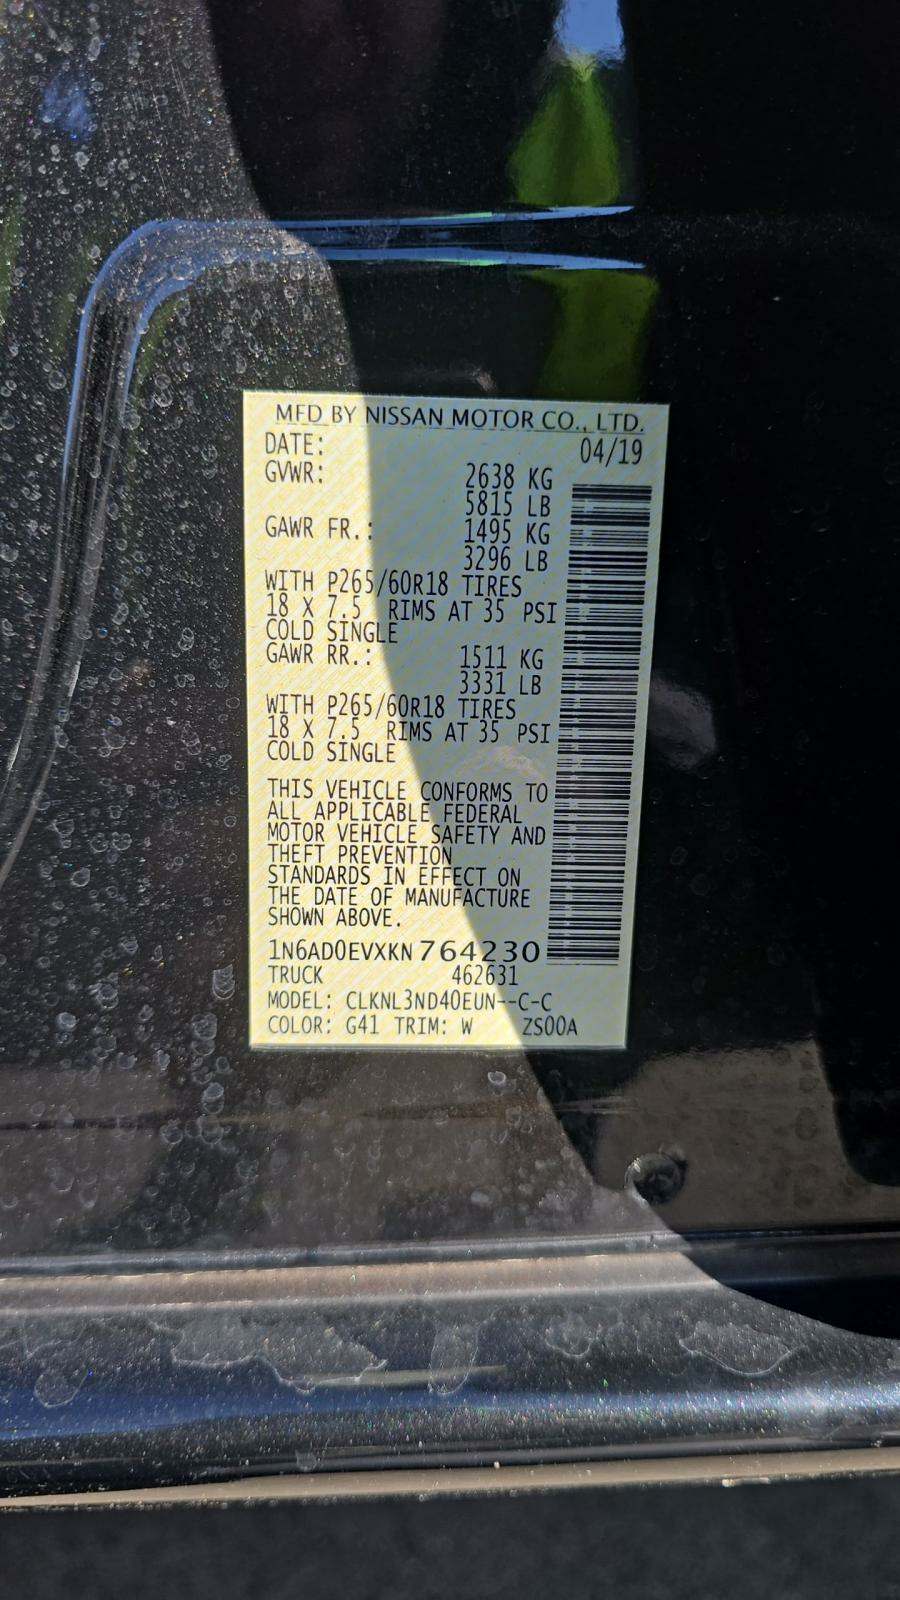 MFD BY NISSAN MOTOR CO., LTD.
DATE: 04/19
GVWR: 2638 KG
5815 LB
GAWR FR.: 1495 KG
3296 LB
WITH P265/60R18 TIRES
18 X 7.5 RIMS AT 35 PSI
COLD SINGLE
GAWR RR.: 1511 KG
3331 LB
WITH P265/60R18 TIRES
18 X 7.5 RIMS AT 35 PSI
COLD SINGLE
THIS VEHICLE CONFORMS TO
ALL APPLICABLE FEDERAL
MOTOR VEHICLE SAFETY AND
THEFT PREVENTION
STANDARDS IN EFFECT ON
THE DATE OF MANUFACTURE
SHOWN ABOVE.
1N6AD0EVXKN764230
TRUCK 462631
MODEL: CLKNL3ND40EUN--C-C
COLOR: G41 TRIM: W ZS00A